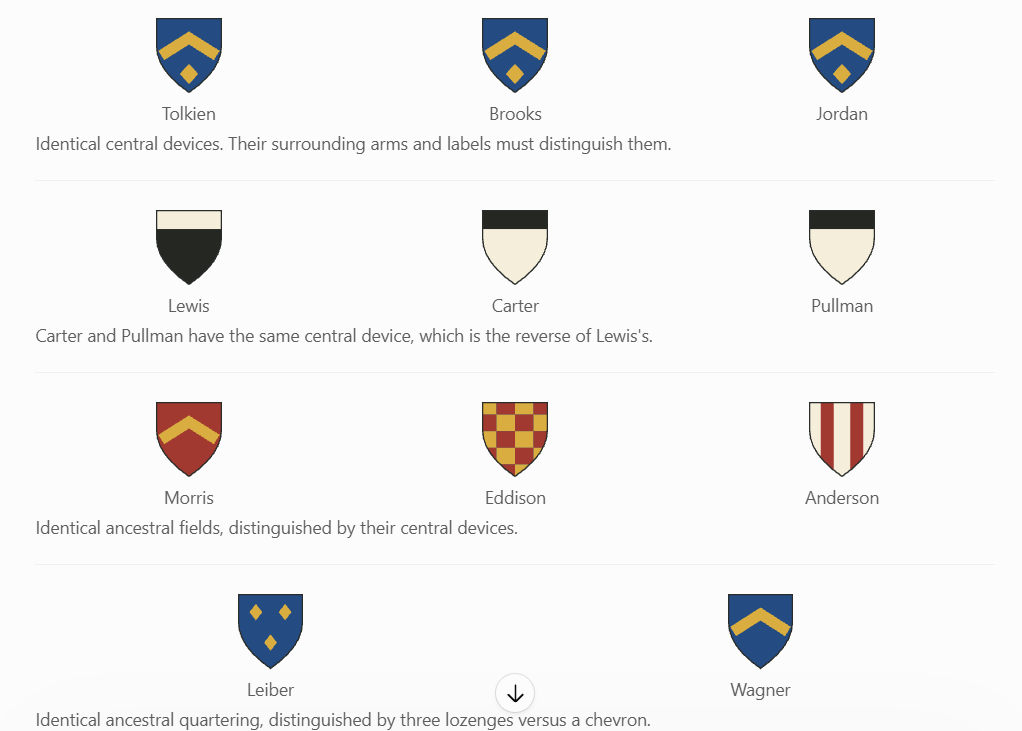 Tolkien
Brooks
Jordan
Identical central devices. Their surrounding arms and labels must distinguish them.
Lewis
Carter
Pullman
Carter and Pullman have the same central device, which is the reverse of Lewis's.
Morris
Eddison
Anderson
Identical ancestral fields, distinguished by their central devices.
Leiber
Wagner
Identical ancestral quartering, distinguished by three lozenges versus a chevron.